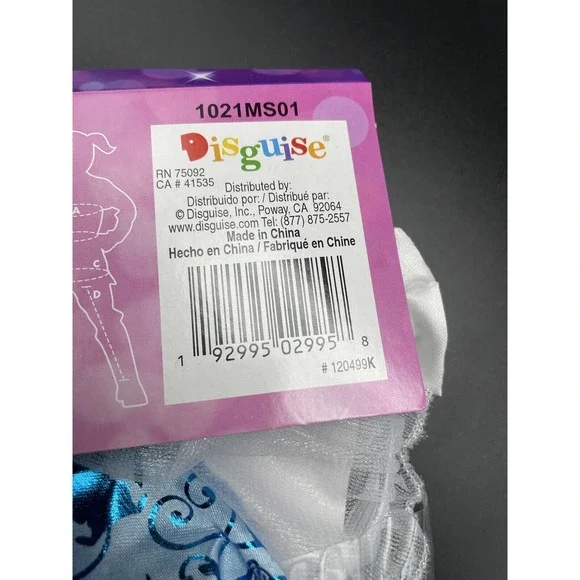 1021MS01
Disguise®
RN 75092
CA # 41535
Distributed by:
Distribuido por: / Distribué par:
© Disguise, Inc., Poway, CA 92064
www.disguise.com Tel: (877) 875-2557
Made in China
Hecho en China / Fabriqué en Chine
1 92995 02995 8
# 120499K
A
C
D